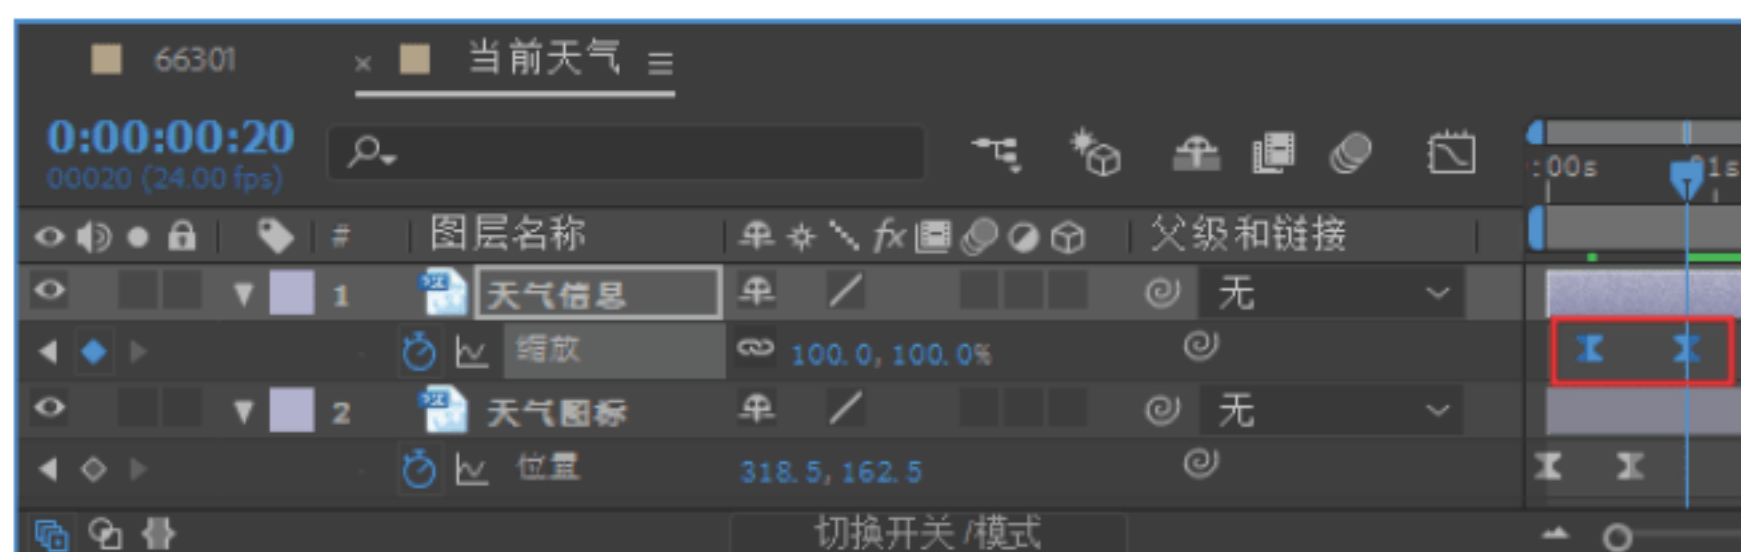 66301 × 当前天气
0:00:00:20
00020 (24.00 fps)
:00s 01s
# 图层名称 fx 父级和链接
1 天气信息 无
缩放 100.0, 100.0%
2 天气图标 无
位置 318.5, 162.5
切换开关 /模式